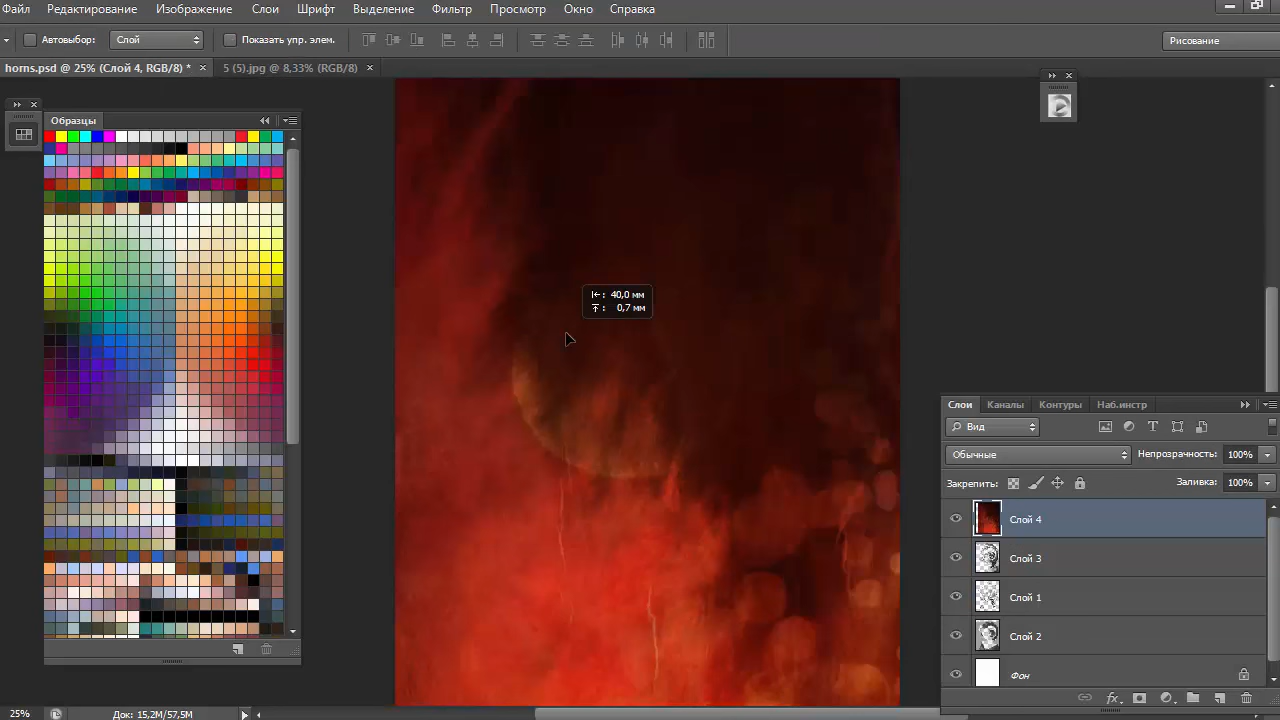 Файл Редактирование Изображение Слои Шрифт Выделение Фильтр Просмотр Окно Справка
Автовыбор: Слой Показать упр. элем. Рисование
horns.psd @ 25% (Слой 4, RGB/8) * × 5 (5).jpg @ 8,33% (RGB/8) ×
Образцы
40,0 мм
0,7 мм
Слои Каналы Контуры Наб.инстр
Вид
Обычные Непрозрачность: 100%
Закрепить: Заливка: 100%
Слой 4
Слой 3
Слой 1
Слой 2
Фон
fx
25% Док: 15,2M/57,5M